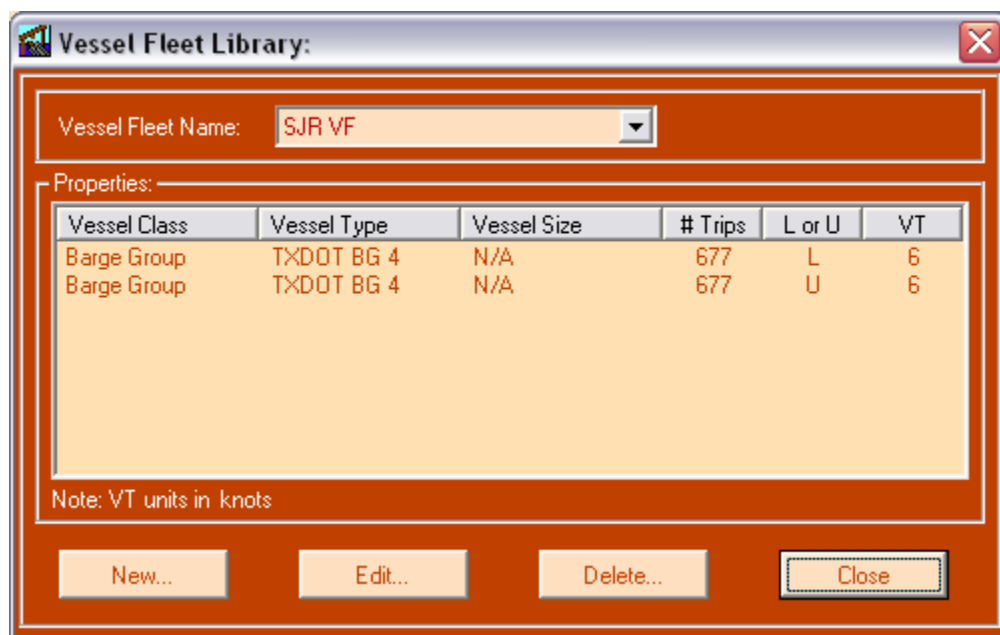 Vessel Fleet Library:
Vessel Fleet Name: SJR VF
Properties:
Vessel Class Vessel Type Vessel Size # Trips L or U VT
Barge Group TXDOT BG 4 N/A 677 L 6
Barge Group TXDOT BG 4 N/A 677 U 6
Note: VT units in knots
New... Edit... Delete... Close